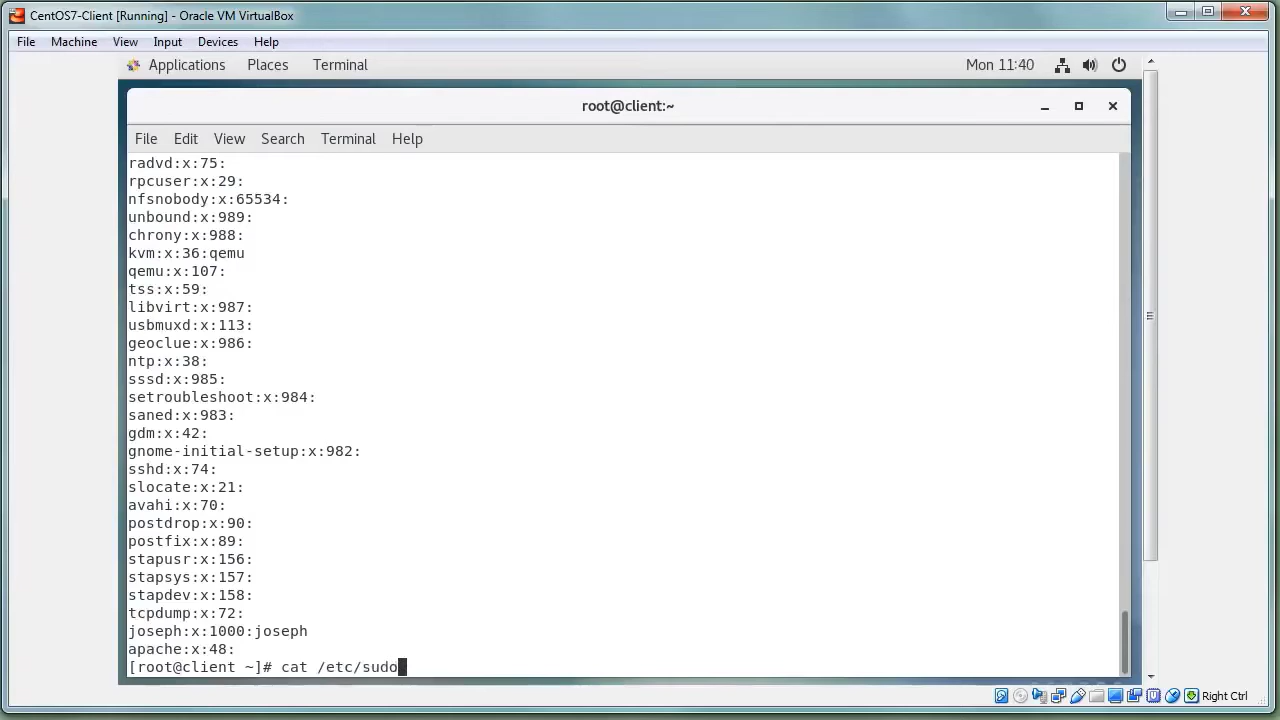 CentOS7-Client [Running] - Oracle VM VirtualBox
File Machine View Input Devices Help
Applications Places Terminal Mon 11:40
root@client:~
File Edit View Search Terminal Help
radvd:x:75:
rpcuser:x:29:
nfsnobody:x:65534:
unbound:x:989:
chrony:x:988:
kvm:x:36:qemu
qemu:x:107:
tss:x:59:
libvirt:x:987:
usbmuxd:x:113:
geoclue:x:986:
ntp:x:38:
sssd:x:985:
setroubleshoot:x:984:
saned:x:983:
gdm:x:42:
gnome-initial-setup:x:982:
sshd:x:74:
slocate:x:21:
avahi:x:70:
postdrop:x:90:
postfix:x:89:
stapusr:x:156:
stapsys:x:157:
stapdev:x:158:
tcpdump:x:72:
joseph:x:1000:joseph
apache:x:48:
[root@client ~]# cat /etc/sudo
Right Ctrl